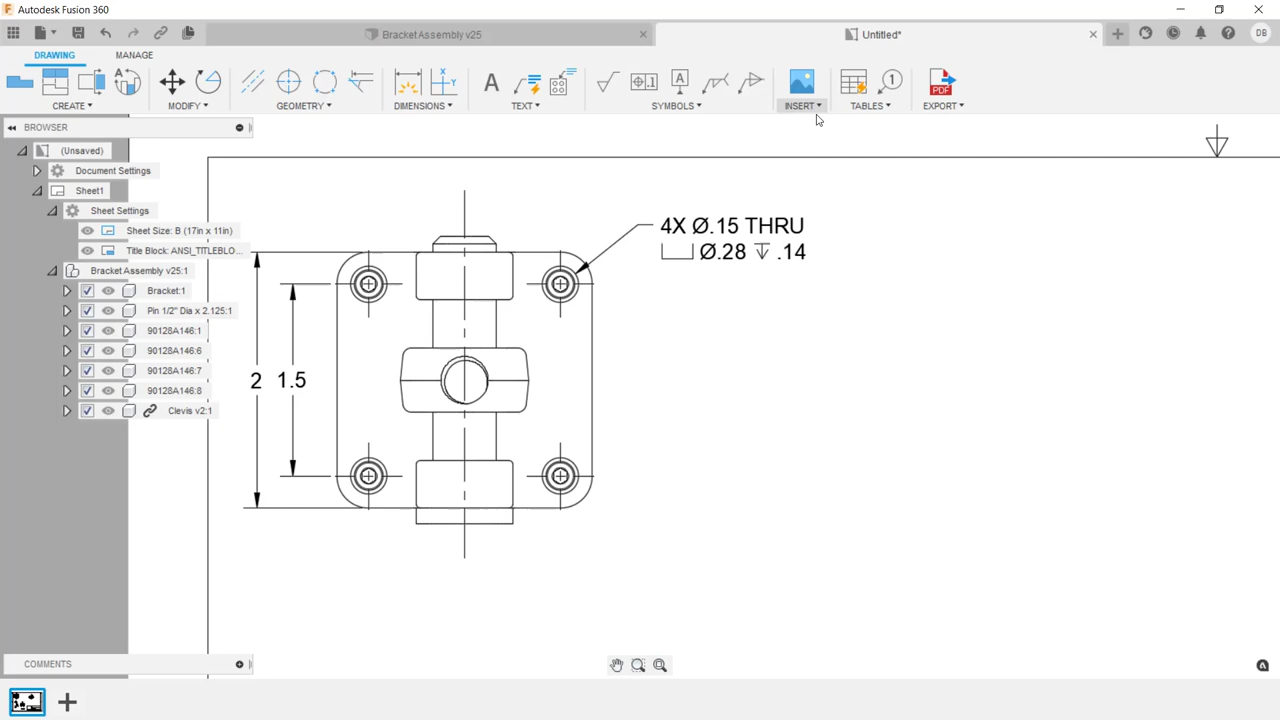 Autodesk Fusion 360
Bracket Assembly v25
Untitled*
DB
DRAWING
MANAGE
CREATE
MODIFY
GEOMETRY
DIMENSIONS
TEXT
SYMBOLS
INSERT
TABLES
EXPORT
BROWSER
(Unsaved)
Document Settings
Sheet1
Sheet Settings
Sheet Size: B (17in x 11in)
Title Block: ANSI_TITLEBLO...
Bracket Assembly v25:1
Bracket:1
Pin 1/2" Dia x 2.125:1
90128A146:1
90128A146:6
90128A146:7
90128A146:8
Clevis v2:1
4X Ø.15 THRU
⌴ Ø.28 ↧ .14
2
1.5
COMMENTS